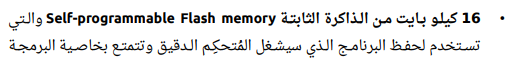 • 16 كيلو بايت من الذاكرة الثابتة Self-programmable Flash memory والتي
تستخدم لحفظ البرنامج الذي سيشغل المُتحكِم الدقيق وتتمتع بخاصية البرمجة